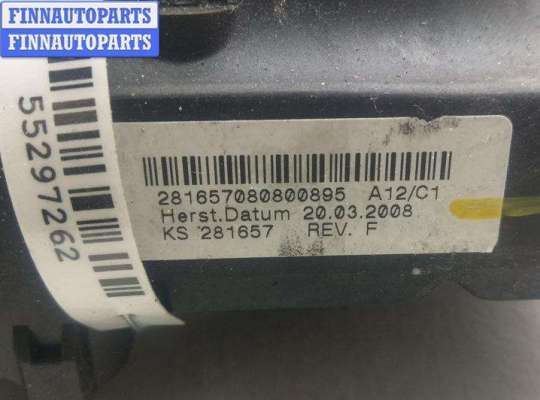 FINNAUTOPARTS
FINNAUTOPARTS
55297262
281657080800895 A12/C1
Herst.Datum 20.03.2008
KS 281657 REV. F